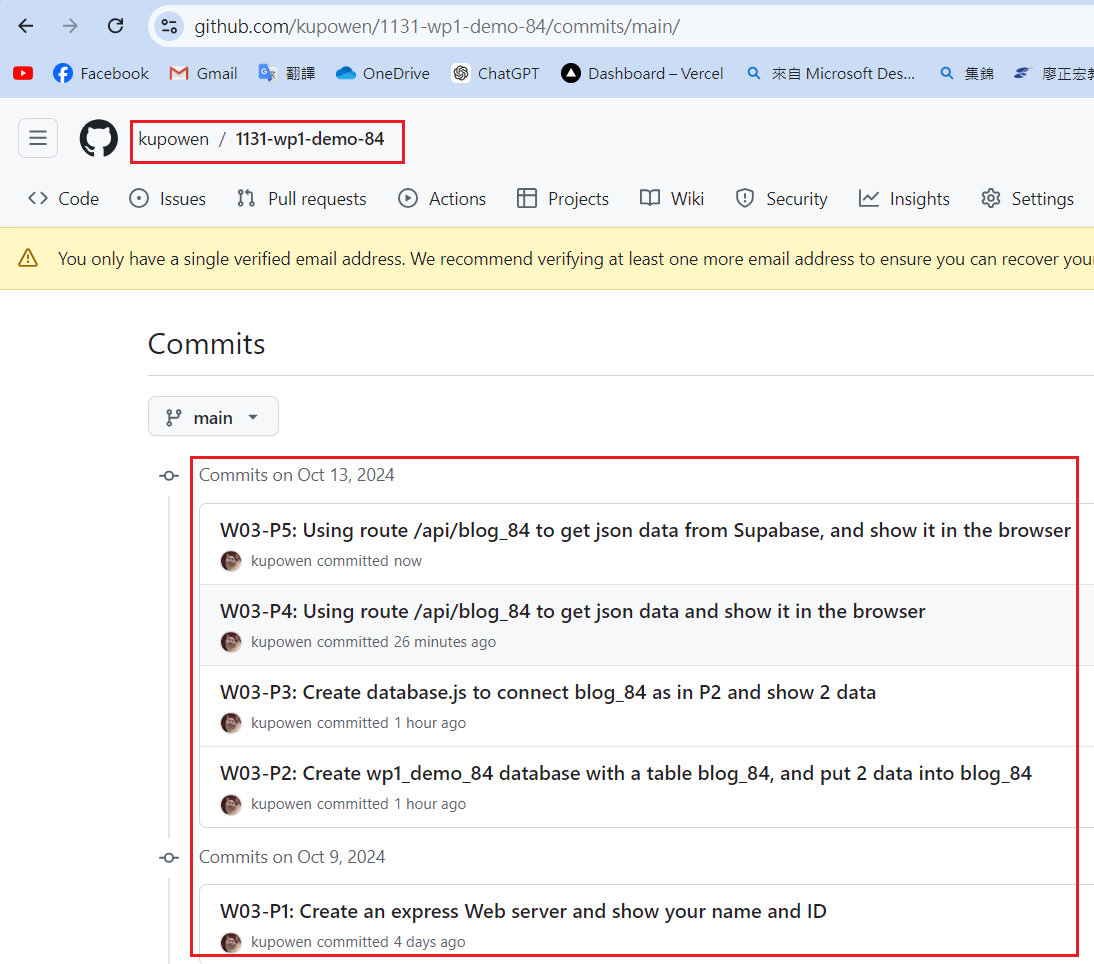 github.com/kupowen/1131-wp1-demo-84/commits/main/
Facebook Gmail 翻譯 OneDrive ChatGPT Dashboard – Vercel 來自 Microsoft Des... 集錦 廖正宏教
kupowen / 1131-wp1-demo-84
Code Issues Pull requests Actions Projects Wiki Security Insights Settings
You only have a single verified email address. We recommend verifying at least one more email address to ensure you can recover your
Commits
main
Commits on Oct 13, 2024
W03-P5: Using route /api/blog_84 to get json data from Supabase, and show it in the browser
kupowen committed now
W03-P4: Using route /api/blog_84 to get json data and show it in the browser
kupowen committed 26 minutes ago
W03-P3: Create database.js to connect blog_84 as in P2 and show 2 data
kupowen committed 1 hour ago
W03-P2: Create wp1_demo_84 database with a table blog_84, and put 2 data into blog_84
kupowen committed 1 hour ago
Commits on Oct 9, 2024
W03-P1: Create an express Web server and show your name and ID
kupowen committed 4 days ago